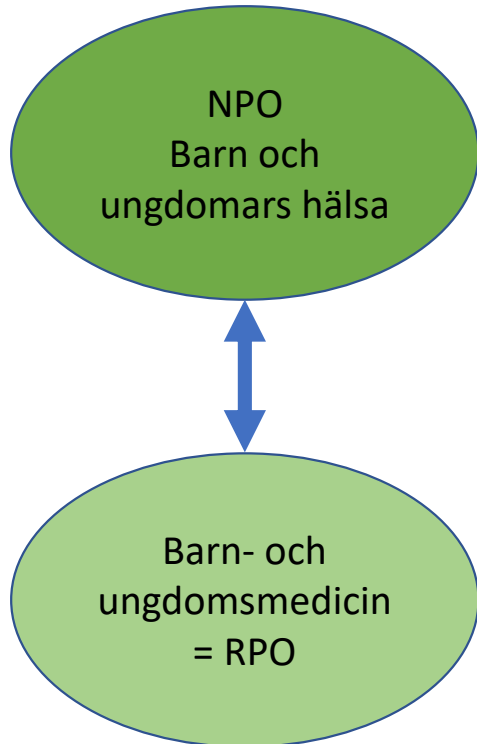 NPO
Barn och
ungdomars hälsa
Barn- och
ungdomsmedicin
= RPO